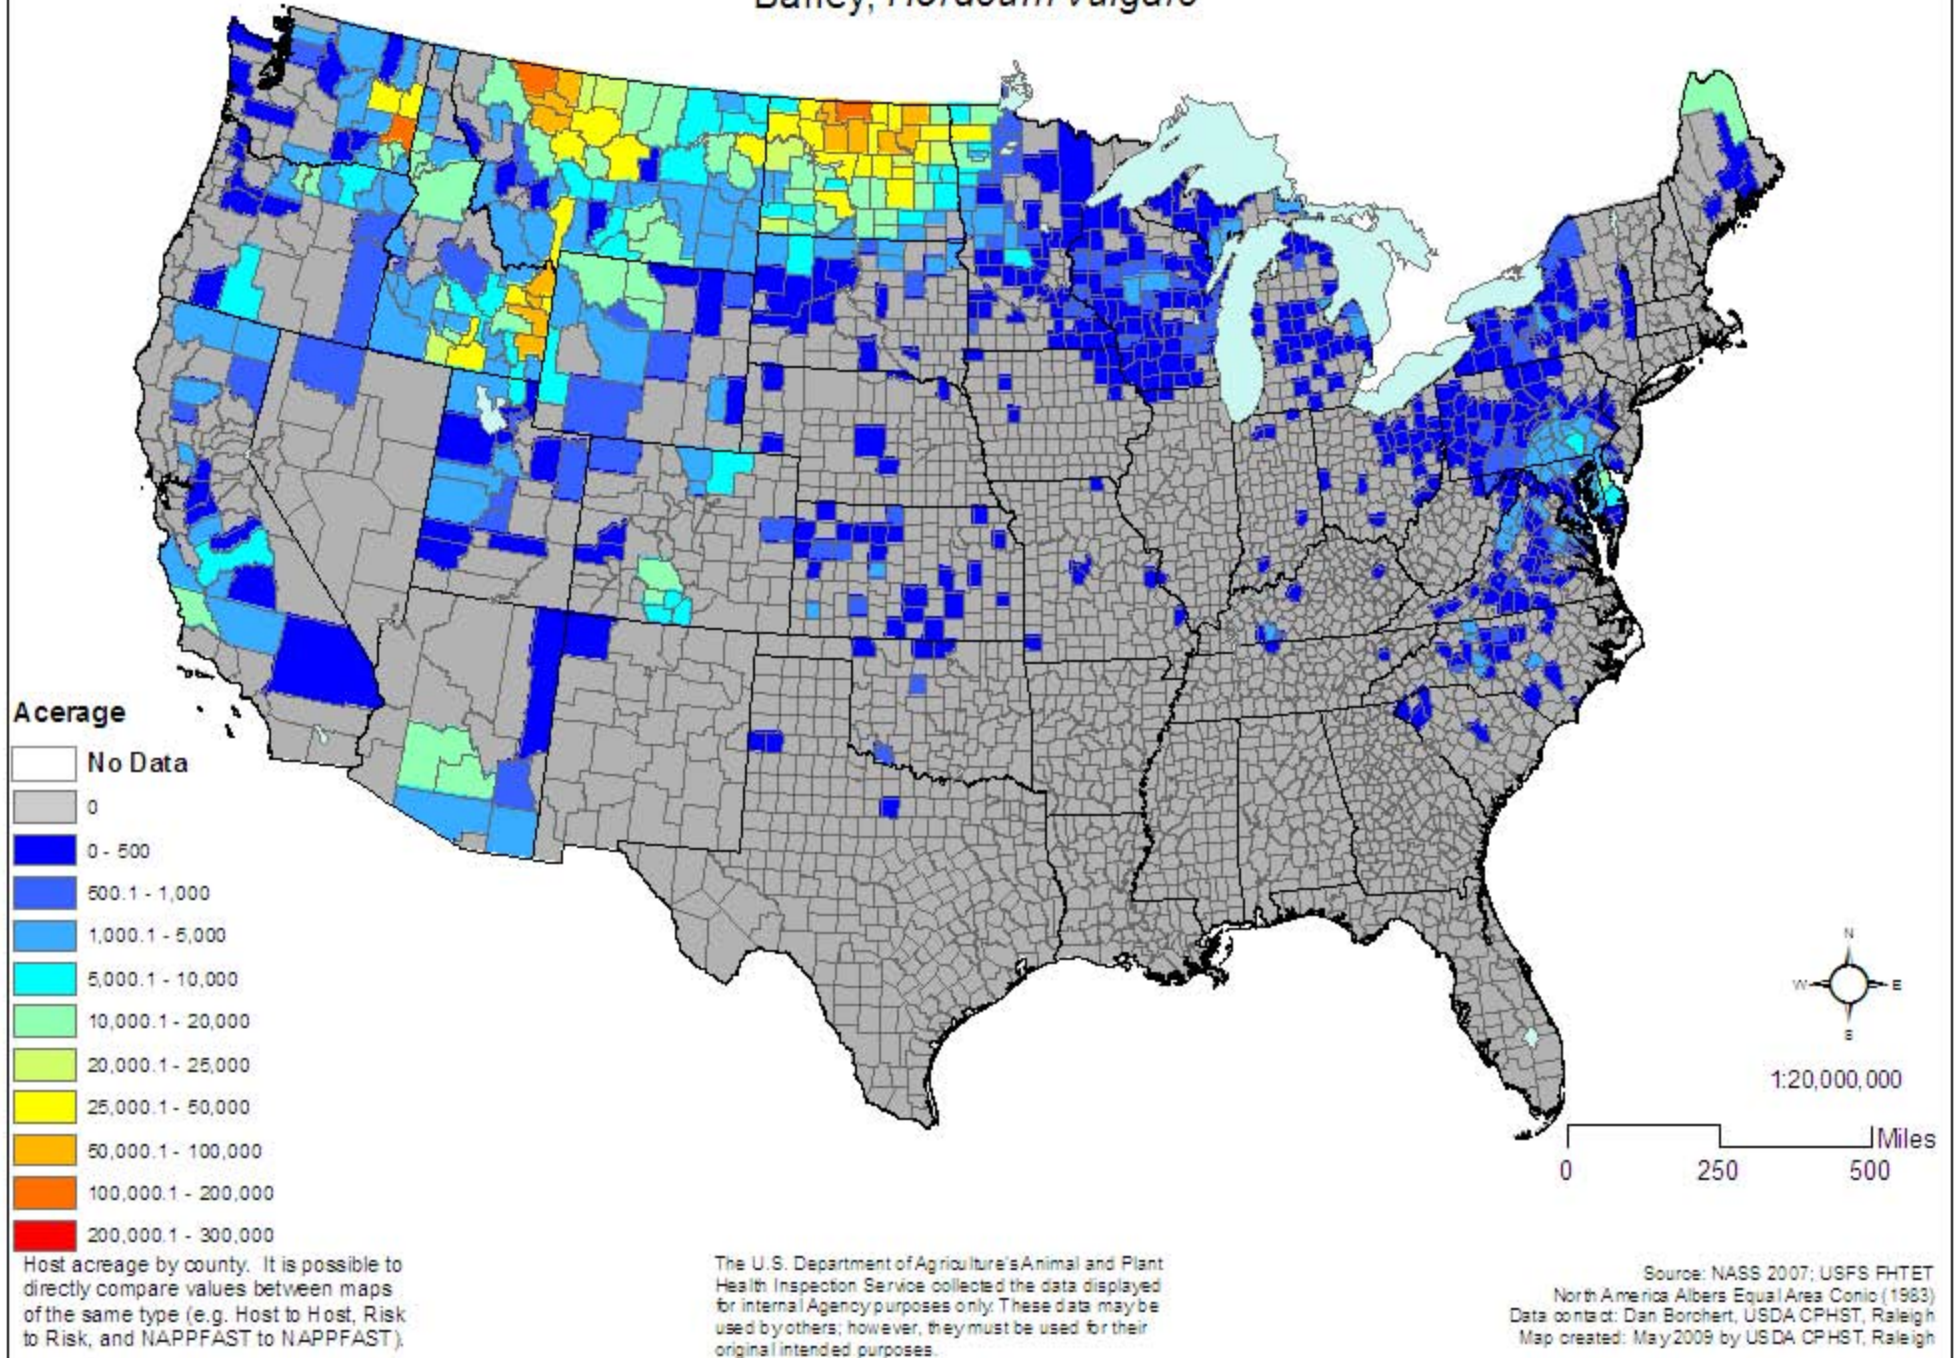 Barley, Hordeum vulgare
Acerage
No Data
0
0 - 500
500.1 - 1,000
1,000.1 - 5,000
5,000.1 - 10,000
10,000.1 - 20,000
20,000.1 - 25,000
25,000.1 - 50,000
50,000.1 - 100,000
100,000.1 - 200,000
200,000.1 - 300,000
Host acreage by county. It is possible to
directly compare values between maps
of the same type (e.g. Host to Host, Risk
to Risk, and NAPPFAST to NAPPFAST).
The U.S. Department of Agriculture's Animal and Plant
Health Inspection Service collected the data displayed
for internal Agency purposes only. These data may be
used by others; however, they must be used for their
original intended purposes.
N
W
E
S
1:20,000,000
Miles
0 250 500
Source: NASS 2007; USFS FHTET
North America Albers Equal Area Conic (1983)
Data contact: Dan Borchert, USDA CPHST, Raleigh
Map created: May 2009 by USDA CPHST, Raleigh